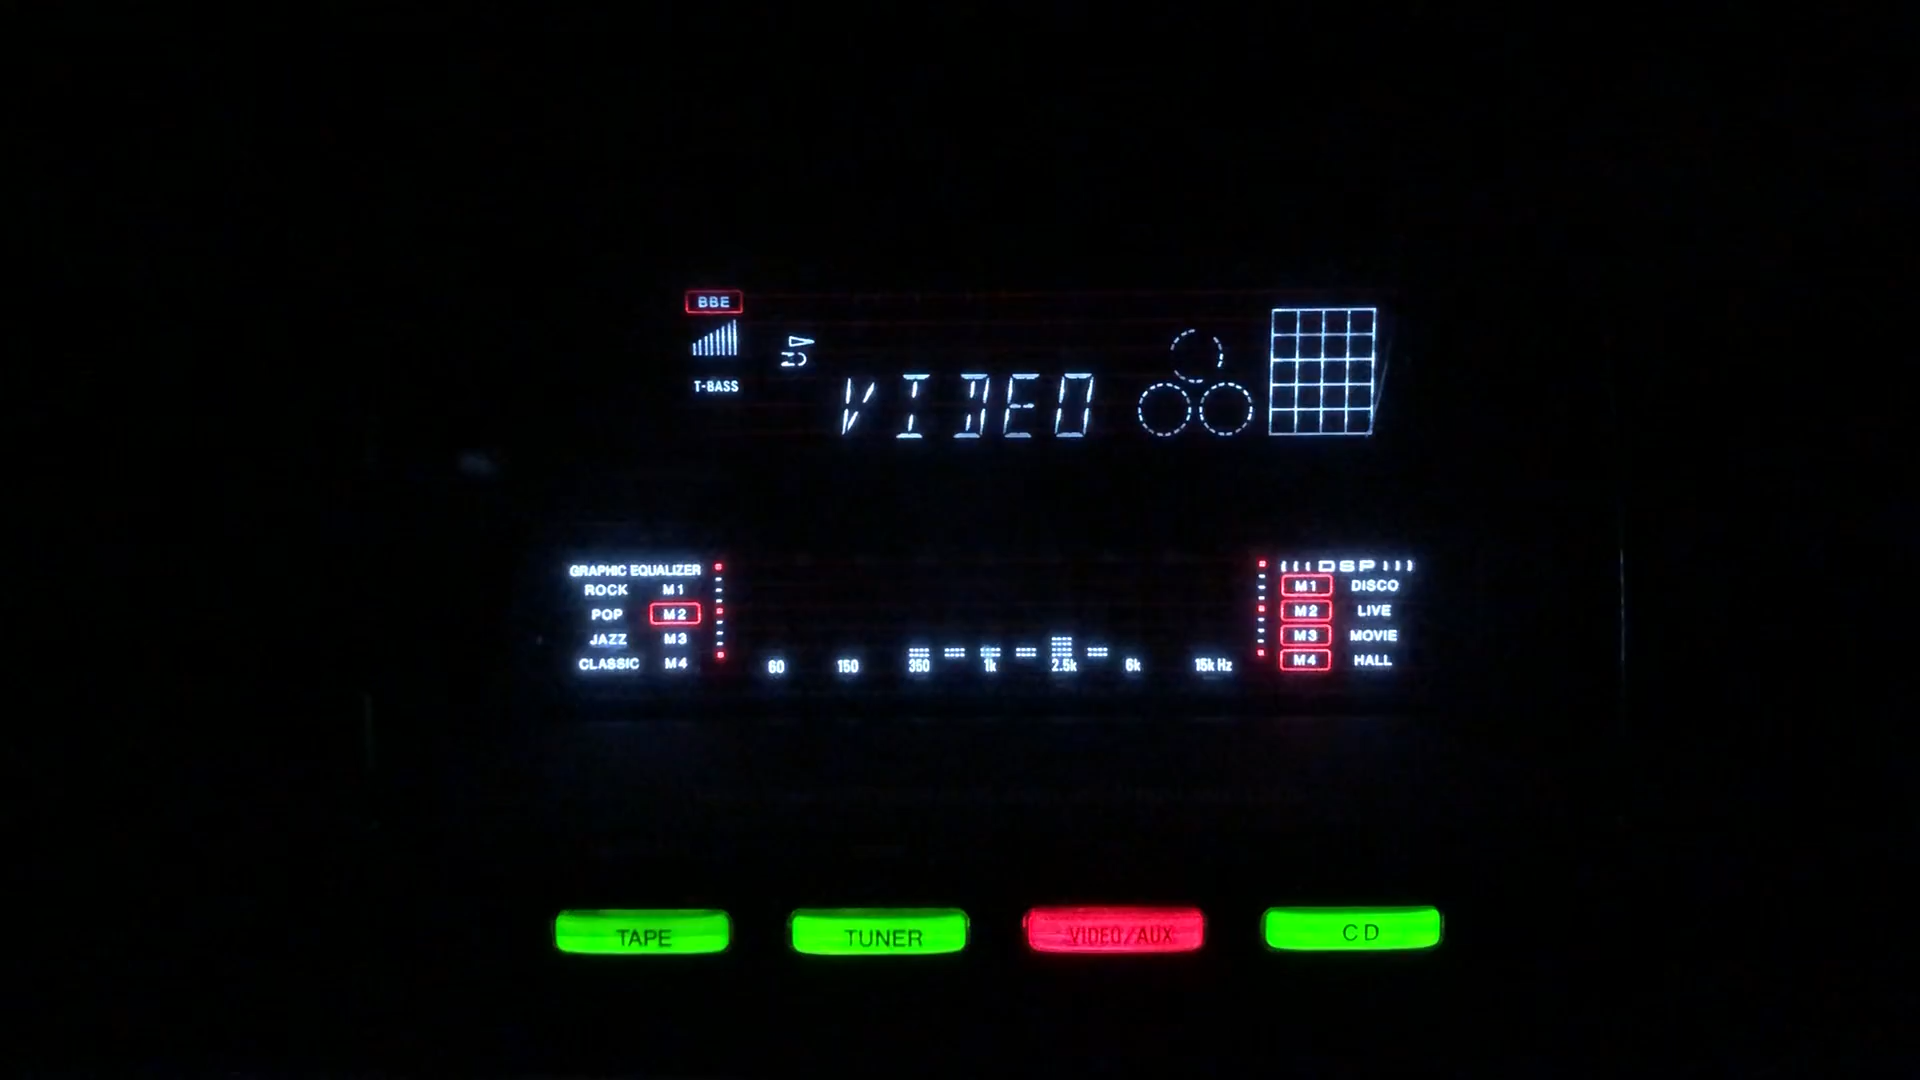 BBE
T-BASS
VIDEO
GRAPHIC EQUALIZER
ROCK M1
POP M2
JAZZ M3
CLASSIC M4
60 150 350 1k 2.5k 6k 15k Hz
DSP
M1 DISCO
M2 LIVE
M3 MOVIE
M4 HALL
TAPE
TUNER
VIDEO/AUX
CD